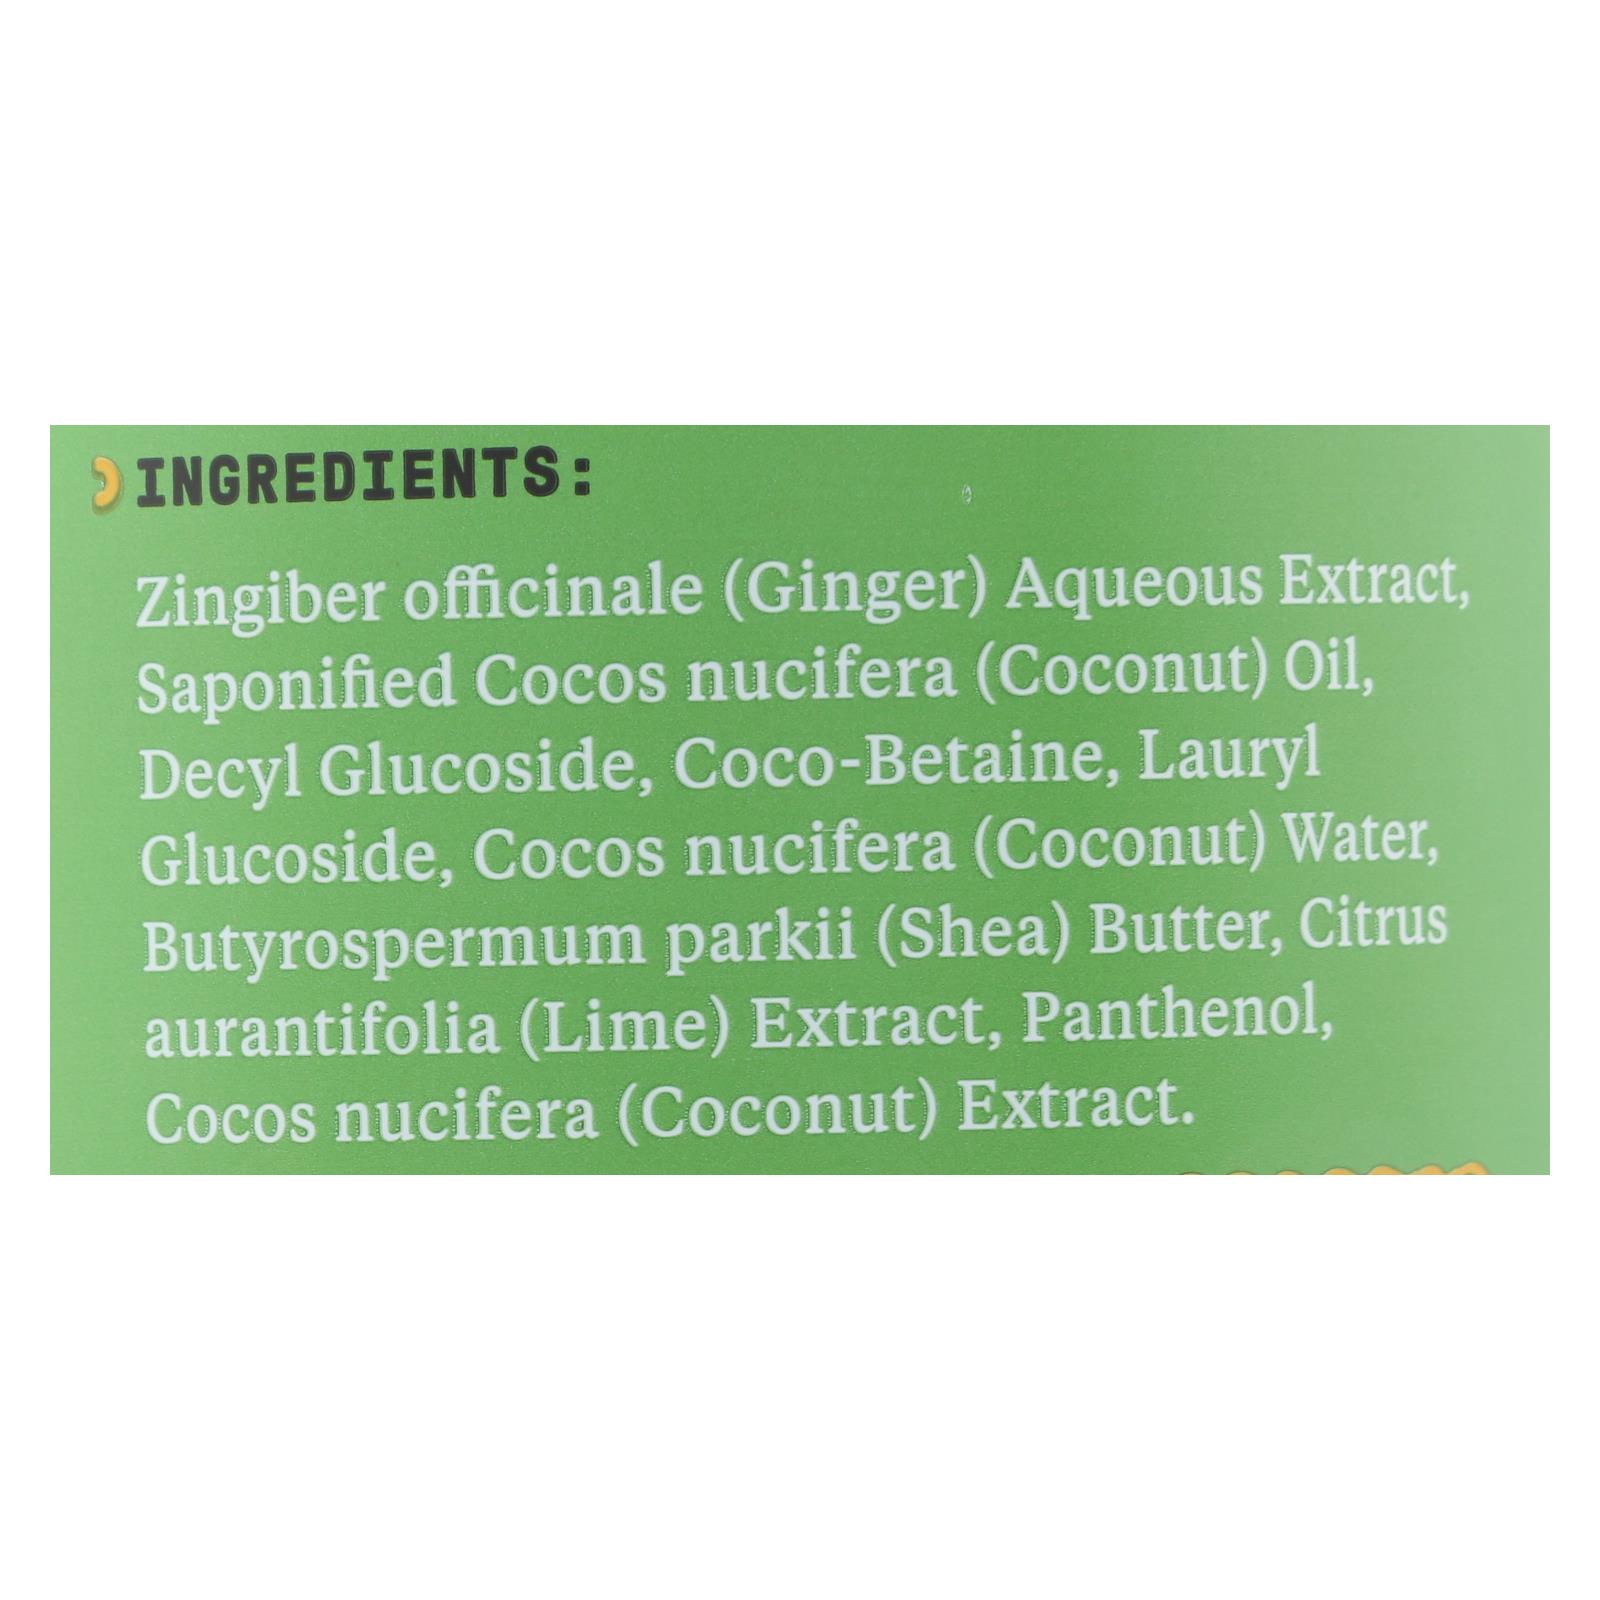 INGREDIENTS:
Zingiber officinale (Ginger) Aqueous Extract,
Saponified Cocos nucifera (Coconut) Oil,
Decyl Glucoside, Coco-Betaine, Lauryl
Glucoside, Cocos nucifera (Coconut) Water,
Butyrospermum parkii (Shea) Butter, Citrus
aurantifolia (Lime) Extract, Panthenol,
Cocos nucifera (Coconut) Extract.